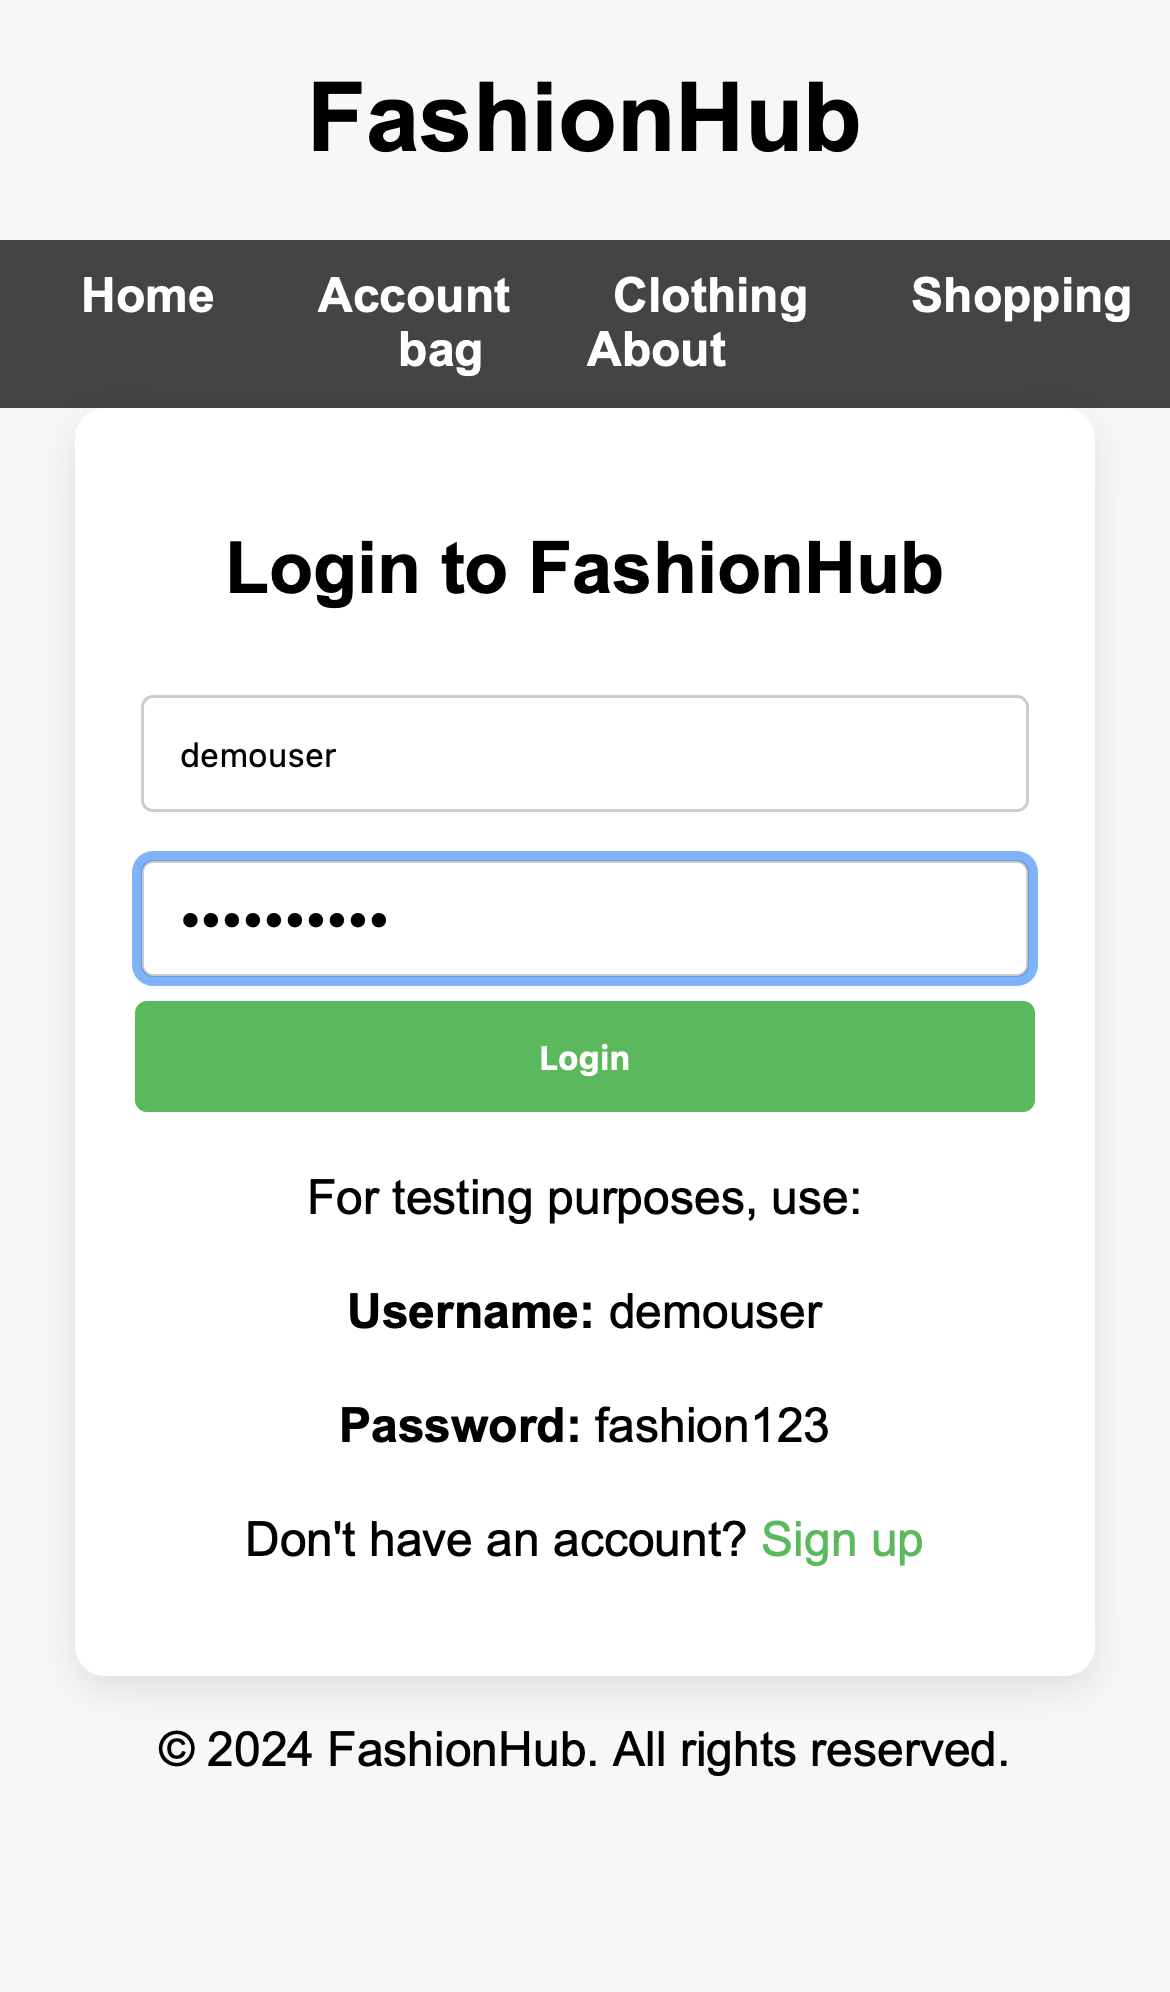 FashionHub
Home Account Clothing Shopping
bag About
Login to FashionHub
demouser
••••••••••
Login
For testing purposes, use:
Username: demouser
Password: fashion123
Don't have an account? Sign up
© 2024 FashionHub. All rights reserved.